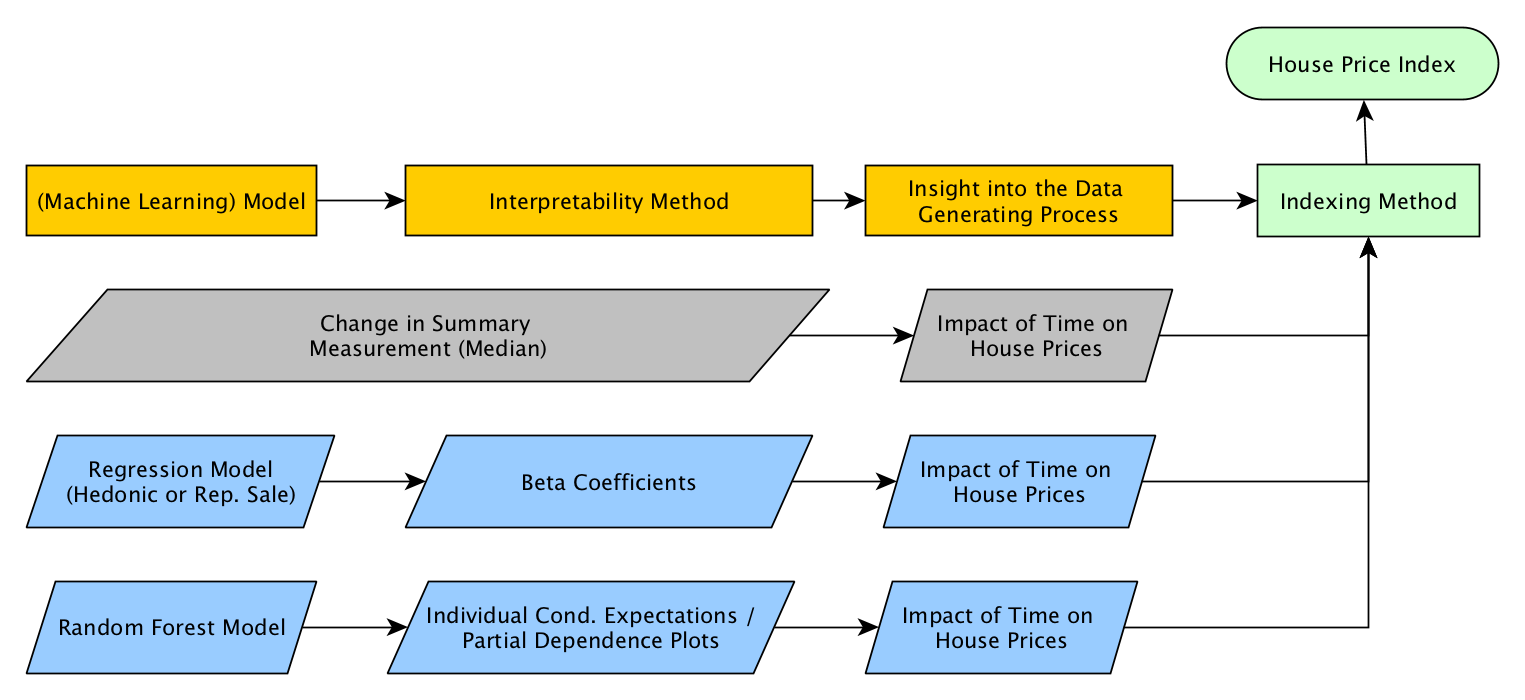 House Price Index
(Machine Learning) Model
Interpretability Method
Insight into the Data
Generating Process
Indexing Method
Change in Summary
Measurement (Median)
Impact of Time on
House Prices
Regression Model
(Hedonic or Rep. Sale)
Beta Coefficients
Impact of Time on
House Prices
Random Forest Model
Individual Cond. Expectations /
Partial Dependence Plots
Impact of Time on
House Prices